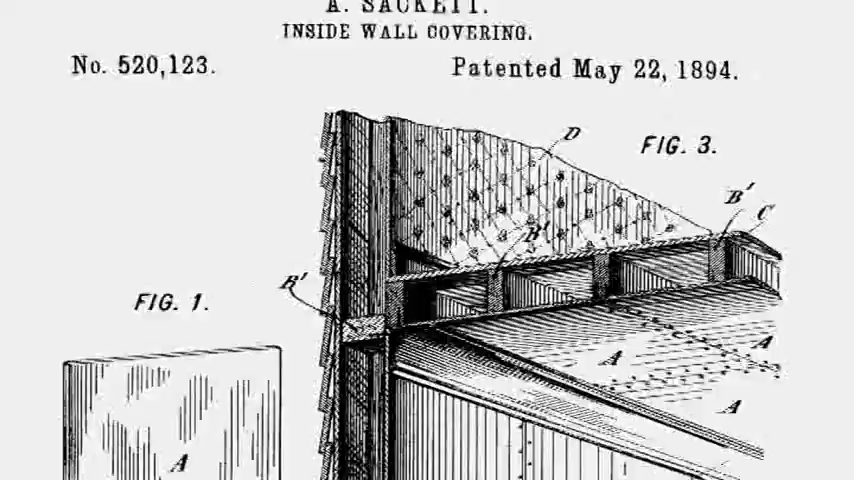 A. SACKETT.
INSIDE WALL COVERING.
No. 520,123.
Patented May 22, 1894.
D
FIG. 3.
B'
C
B'
B'
FIG. 1.
A
A
A
A